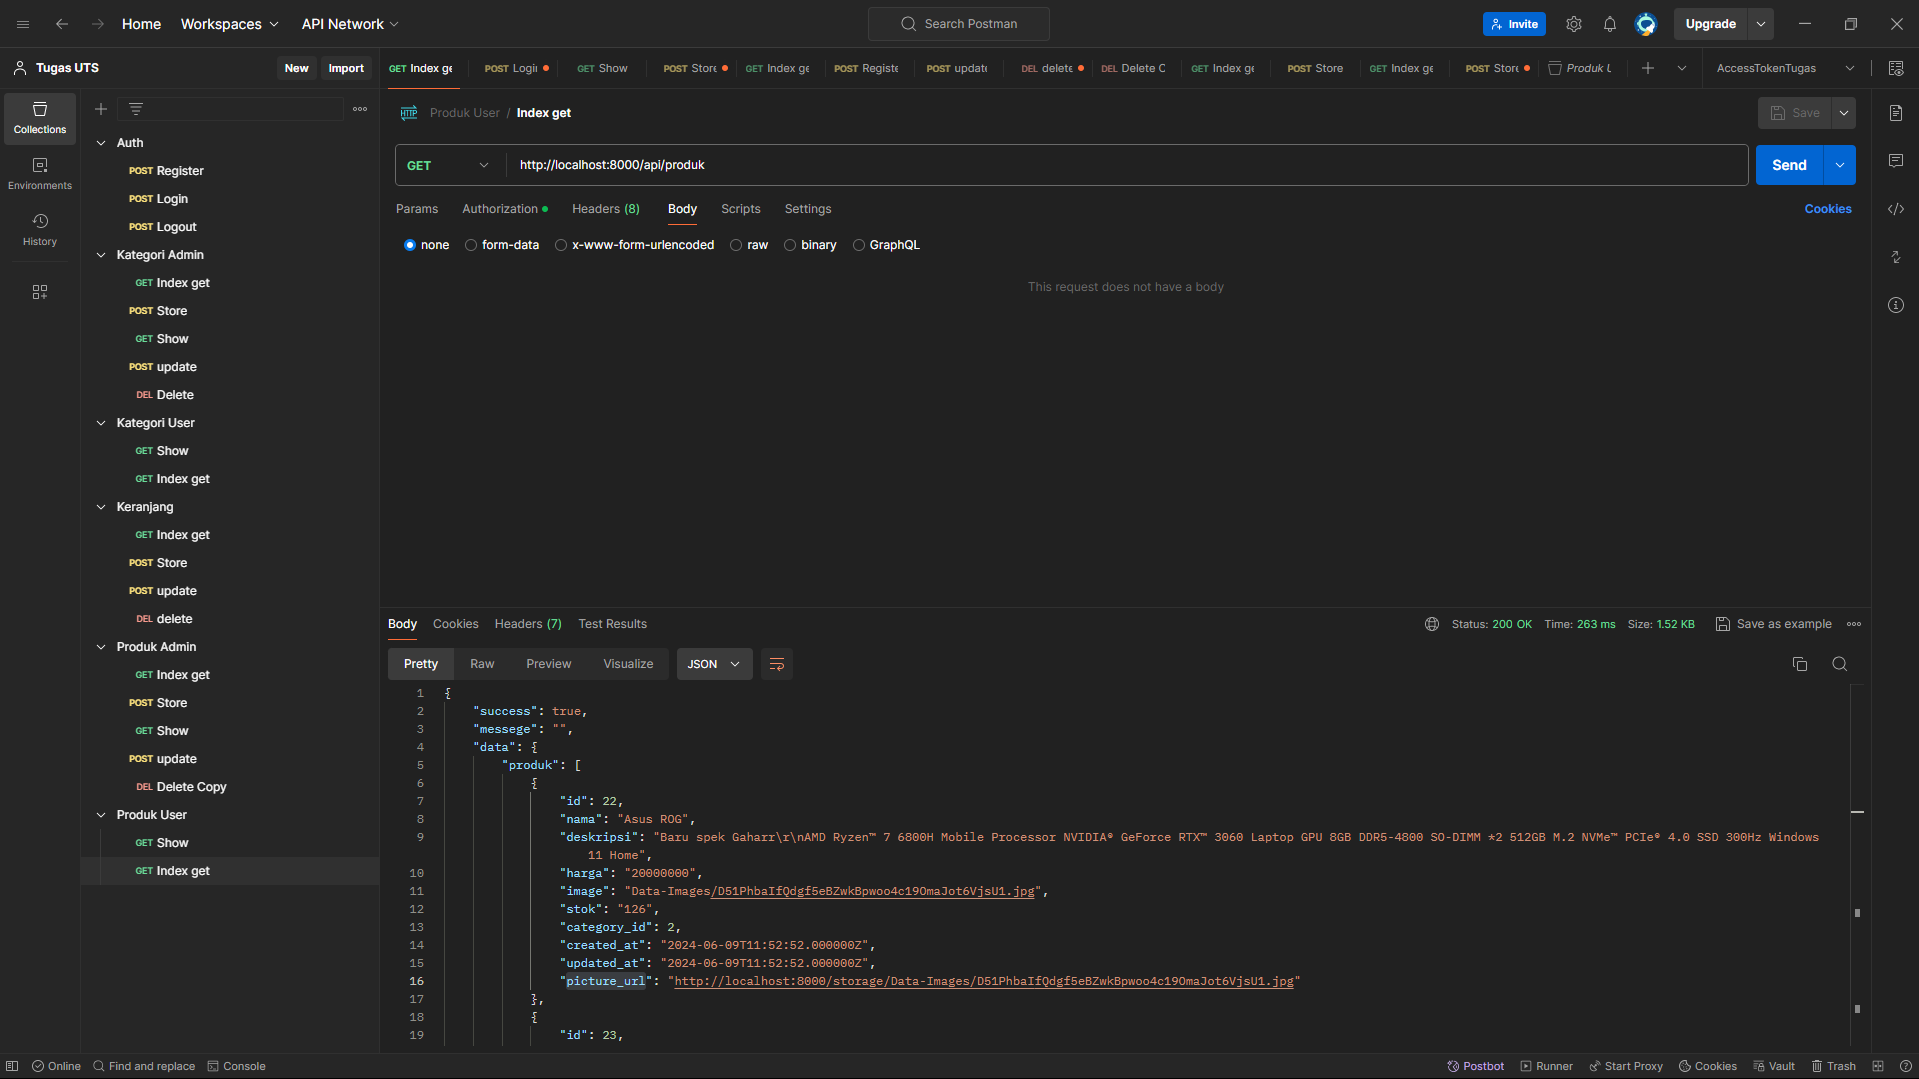 Home Workspaces API Network Search Postman Invite Upgrade
Tugas UTS New Import
GET Index ge POST Logi GET Show POST Store GET Index ge POST Registe POST updat DEL delete DEL Delete C GET Index ge POST Store GET Index ge POST Store Produk U AccessTokenTugas
Collections
Environments
History
Auth
POST Register
POST Login
POST Logout
Kategori Admin
GET Index get
POST Store
GET Show
POST update
DEL Delete
Kategori User
GET Show
GET Index get
Keranjang
GET Index get
POST Store
POST update
DEL delete
Produk Admin
GET Index get
POST Store
GET Show
POST update
DEL Delete Copy
Produk User
GET Show
GET Index get
HTTP Produk User / Index get Save
GET http://localhost:8000/api/produk Send
Params Authorization Headers (8) Body Scripts Settings Cookies
none form-data x-www-form-urlencoded raw binary GraphQL
This request does not have a body
Body Cookies Headers (7) Test Results Status: 200 OK Time: 263 ms Size: 1.52 KB Save as example
Pretty Raw Preview Visualize JSON
1 {
2 "success": true,
3 "messege": "",
4 "data": {
5 "produk": [
6 {
7 "id": 22,
8 "nama": "Asus ROG",
9 "deskripsi": "Baru spek Gaharr\r\nAMD Ryzen™ 7 6800H Mobile Processor NVIDIA® GeForce RTX™ 3060 Laptop GPU 8GB DDR5-4800 SO-DIMM *2 512GB M.2 NVMe™ PCIe® 4.0 SSD 300Hz Windows
11 Home",
10 "harga": "20000000",
11 "image": "Data-Images/D51PhbaIfQdgf5eBZwkBpwoo4c19OmaJot6VjsU1.jpg",
12 "stok": "126",
13 "category_id": 2,
14 "created_at": "2024-06-09T11:52:52.000000Z",
15 "updated_at": "2024-06-09T11:52:52.000000Z",
16 "picture_url": "http://localhost:8000/storage/Data-Images/D51PhbaIfQdgf5eBZwkBpwoo4c19OmaJot6VjsU1.jpg"
17 },
18 {
19 "id": 23,
Online Find and replace Console Postbot Runner Start Proxy Cookies Vault Trash